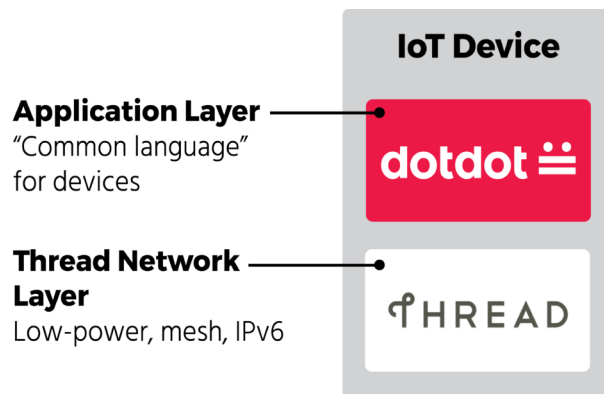 IoT Device
Application Layer
“Common language”
for devices
dotdot
Thread Network
Layer
Low-power, mesh, IPv6
THREAD